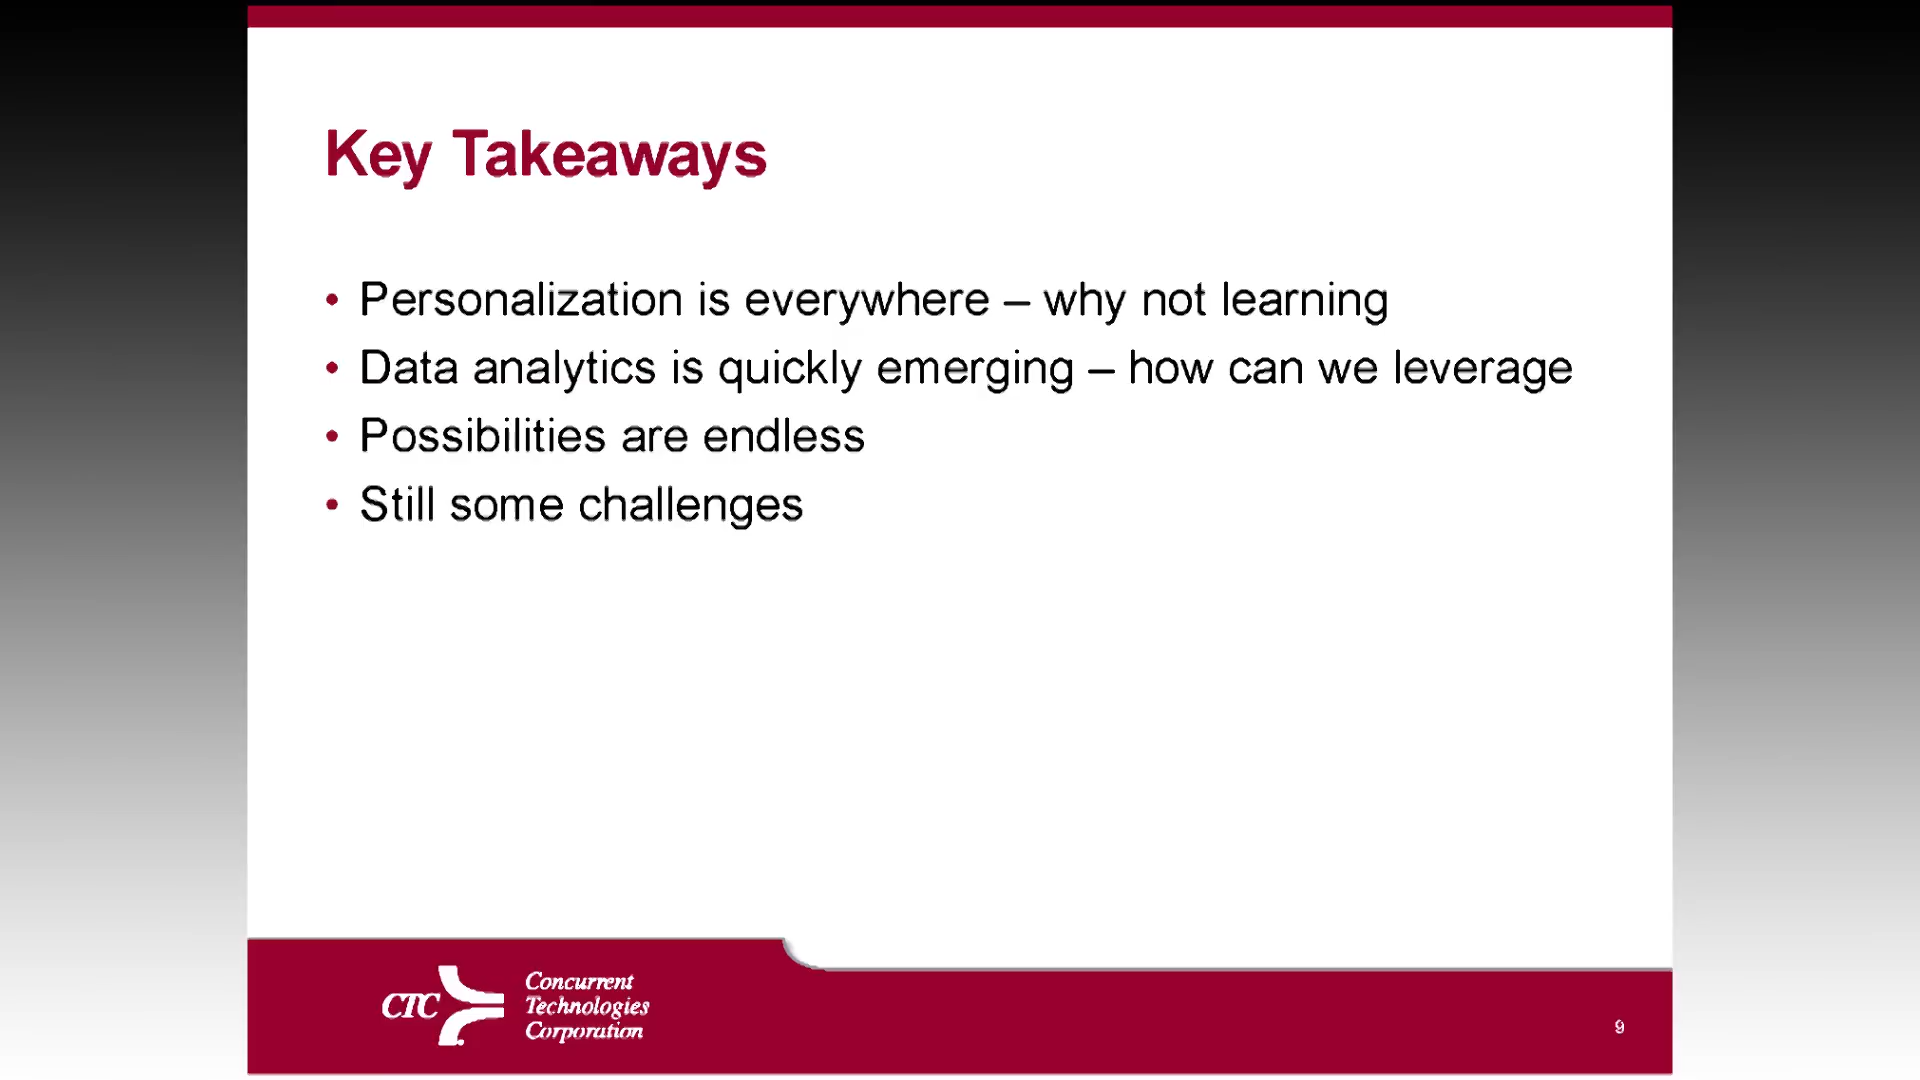 Key Takeaways
• Personalization is everywhere – why not learning
• Data analytics is quickly emerging – how can we leverage
• Possibilities are endless
• Still some challenges
CTC
Concurrent
Technologies
Corporation
9